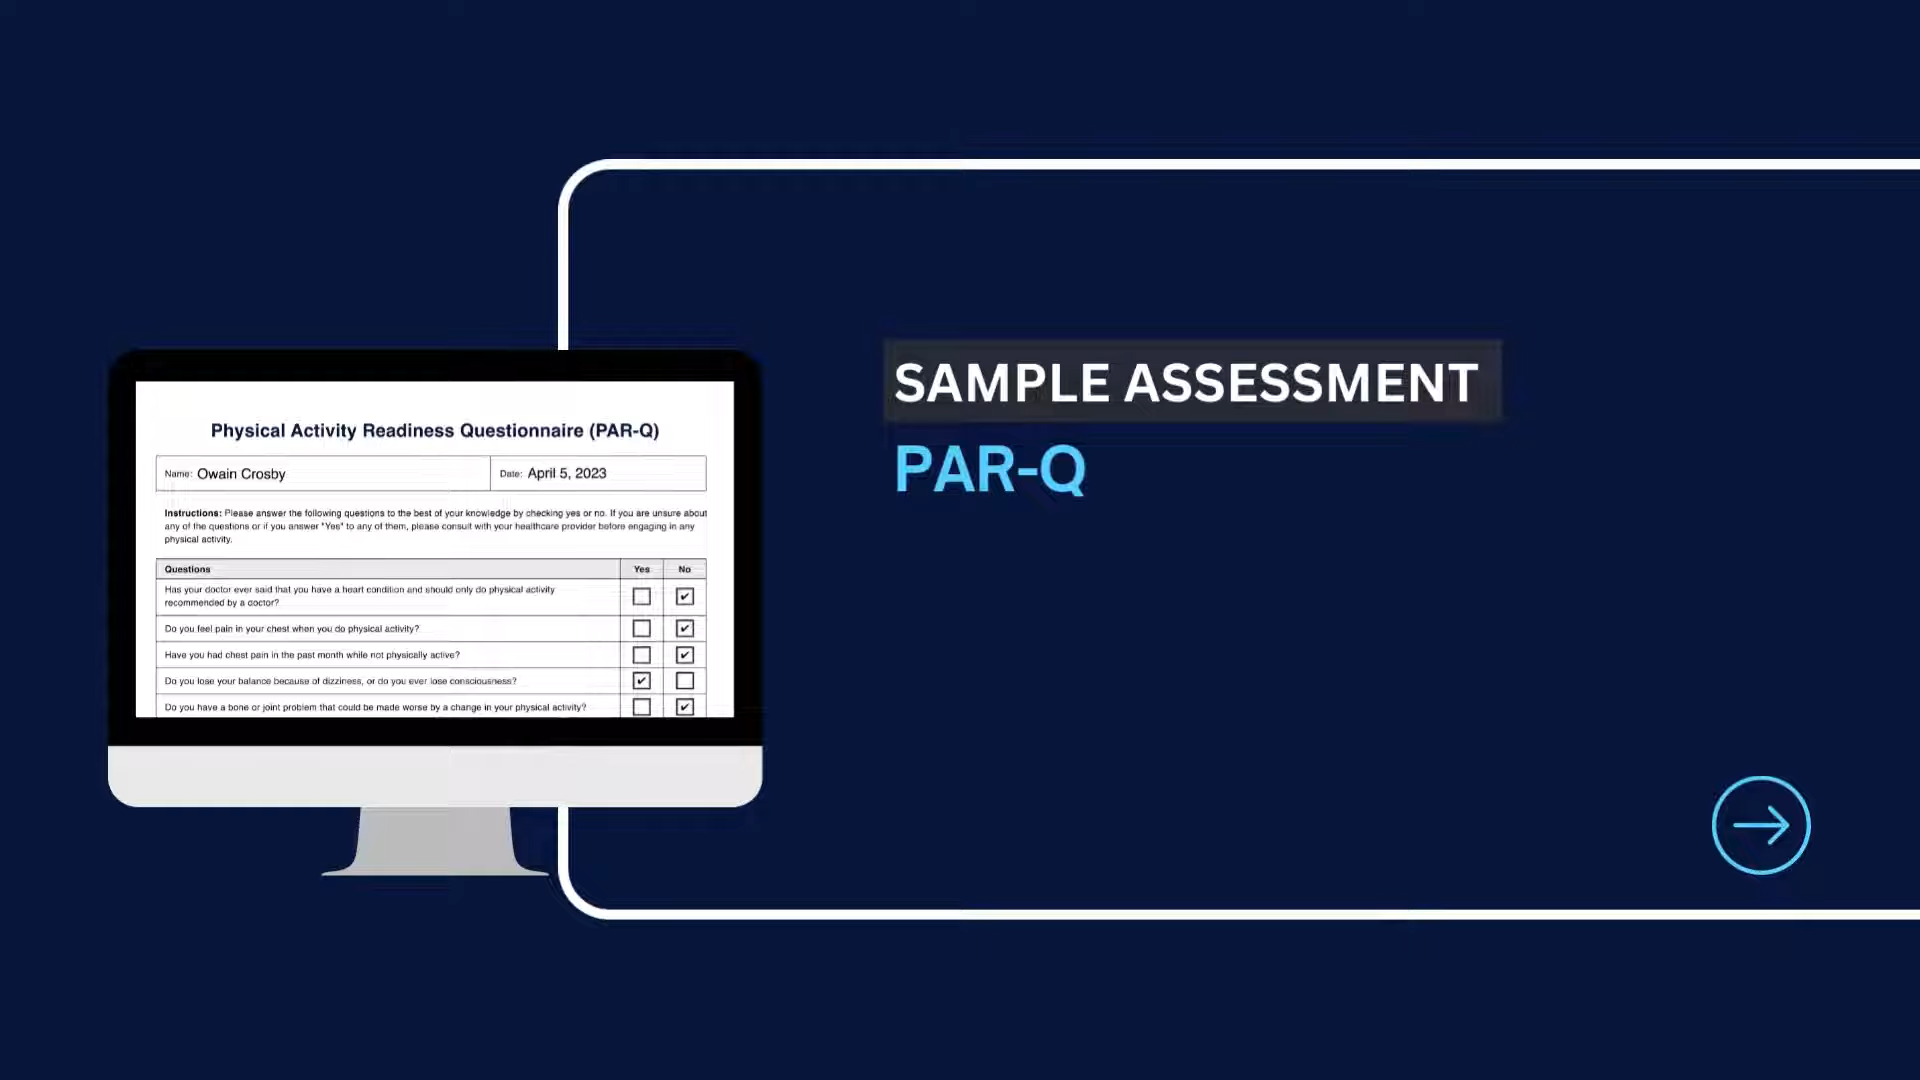 SAMPLE ASSESSMENT
PAR-Q
Physical Activity Readiness Questionnaire (PAR-Q)
Name: Owain Crosby Date: April 5, 2023
Instructions: Please answer the following questions to the best of your knowledge by checking yes or no. If you are unsure about
any of the questions or if you answer "Yes" to any of them, please consult with your healthcare provider before engaging in any
physical activity.
Questions Yes No
Has your doctor ever said that you have a heart condition and should only do physical activity
recommended by a doctor?
Do you feel pain in your chest when you do physical activity?
Have you had chest pain in the past month while not physically active?
Do you lose your balance because of dizziness, or do you ever lose consciousness?
Do you have a bone or joint problem that could be made worse by a change in your physical activity?